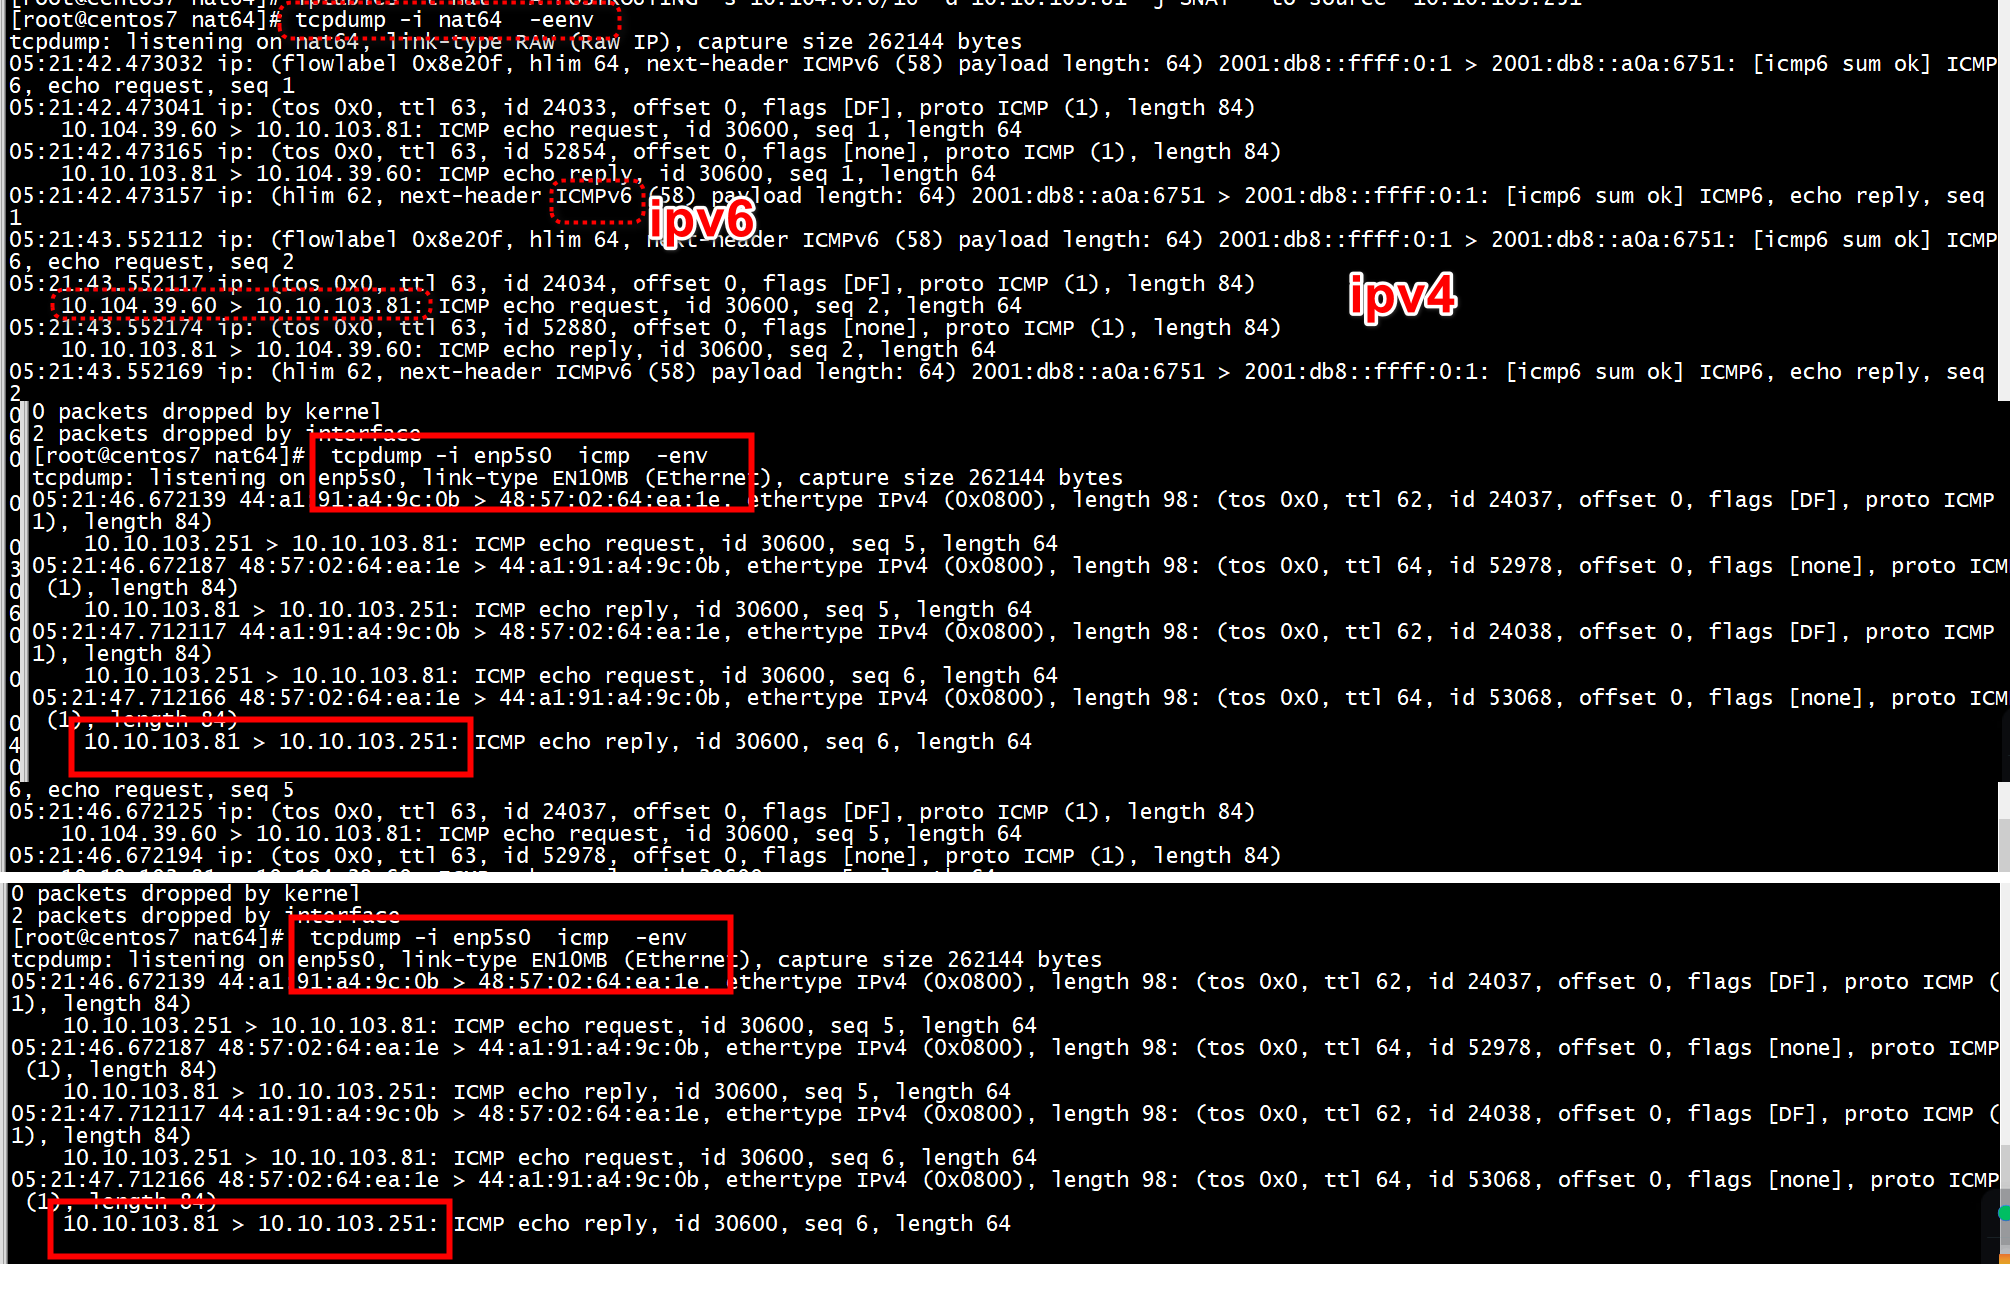 [root@centos7 nat64]# iptables -t nat -A POSTROUTING -s 10.104.0.0/16 -d 10.10.103.81 -j SNAT --to-source 10.10.103.251
[root@centos7 nat64]# tcpdump -i nat64  -eenv
tcpdump: listening on nat64, link-type RAW (Raw IP), capture size 262144 bytes
05:21:42.473032 ip: (flowlabel 0x8e20f, hlim 64, next-header ICMPv6 (58) payload length: 64) 2001:db8::ffff:0:1 > 2001:db8::a0a:6751: [icmp6 sum ok] ICMP
6, echo request, seq 1
05:21:42.473041 ip: (tos 0x0, ttl 63, id 24033, offset 0, flags [DF], proto ICMP (1), length 84)
10.104.39.60 > 10.10.103.81: ICMP echo request, id 30600, seq 1, length 64
05:21:42.473165 ip: (tos 0x0, ttl 63, id 52854, offset 0, flags [none], proto ICMP (1), length 84)
10.10.103.81 > 10.104.39.60: ICMP echo reply, id 30600, seq 1, length 64
05:21:42.473157 ip: (hlim 62, next-header ICMPv6 (58) payload length: 64) 2001:db8::a0a:6751 > 2001:db8::ffff:0:1: [icmp6 sum ok] ICMP6, echo reply, seq
1
ipv6
05:21:43.552112 ip: (flowlabel 0x8e20f, hlim 64, next-header ICMPv6 (58) payload length: 64) 2001:db8::ffff:0:1 > 2001:db8::a0a:6751: [icmp6 sum ok] ICMP
6, echo request, seq 2
05:21:43.552117 ip: (tos 0x0, ttl 63, id 24034, offset 0, flags [DF], proto ICMP (1), length 84)
10.104.39.60 > 10.10.103.81: ICMP echo request, id 30600, seq 2, length 64
ipv4
05:21:43.552174 ip: (tos 0x0, ttl 63, id 52880, offset 0, flags [none], proto ICMP (1), length 84)
10.10.103.81 > 10.104.39.60: ICMP echo reply, id 30600, seq 2, length 64
05:21:43.552169 ip: (hlim 62, next-header ICMPv6 (58) payload length: 64) 2001:db8::a0a:6751 > 2001:db8::ffff:0:1: [icmp6 sum ok] ICMP6, echo reply, seq
2
0 packets dropped by kernel
2 packets dropped by interface
[root@centos7 nat64]#  tcpdump -i enp5s0  icmp  -env
tcpdump: listening on enp5s0, link-type EN10MB (Ethernet), capture size 262144 bytes
05:21:46.672139 44:a1:91:a4:9c:0b > 48:57:02:64:ea:1e, ethertype IPv4 (0x0800), length 98: (tos 0x0, ttl 62, id 24037, offset 0, flags [DF], proto ICMP
1), length 84)
10.10.103.251 > 10.10.103.81: ICMP echo request, id 30600, seq 5, length 64
05:21:46.672187 48:57:02:64:ea:1e > 44:a1:91:a4:9c:0b, ethertype IPv4 (0x0800), length 98: (tos 0x0, ttl 64, id 52978, offset 0, flags [none], proto ICM
(1), length 84)
10.10.103.81 > 10.10.103.251: ICMP echo reply, id 30600, seq 5, length 64
05:21:47.712117 44:a1:91:a4:9c:0b > 48:57:02:64:ea:1e, ethertype IPv4 (0x0800), length 98: (tos 0x0, ttl 62, id 24038, offset 0, flags [DF], proto ICMP
1), length 84)
10.10.103.251 > 10.10.103.81: ICMP echo request, id 30600, seq 6, length 64
05:21:47.712166 48:57:02:64:ea:1e > 44:a1:91:a4:9c:0b, ethertype IPv4 (0x0800), length 98: (tos 0x0, ttl 64, id 53068, offset 0, flags [none], proto ICM
(1), length 84)
10.10.103.81 > 10.10.103.251: ICMP echo reply, id 30600, seq 6, length 64
6, echo request, seq 5
05:21:46.672125 ip: (tos 0x0, ttl 63, id 24037, offset 0, flags [DF], proto ICMP (1), length 84)
10.104.39.60 > 10.10.103.81: ICMP echo request, id 30600, seq 5, length 64
05:21:46.672194 ip: (tos 0x0, ttl 63, id 52978, offset 0, flags [none], proto ICMP (1), length 84)
0 packets dropped by kernel
2 packets dropped by interface
[root@centos7 nat64]#  tcpdump -i enp5s0  icmp  -env
tcpdump: listening on enp5s0, link-type EN10MB (Ethernet), capture size 262144 bytes
05:21:46.672139 44:a1:91:a4:9c:0b > 48:57:02:64:ea:1e, ethertype IPv4 (0x0800), length 98: (tos 0x0, ttl 62, id 24037, offset 0, flags [DF], proto ICMP (
1), length 84)
10.10.103.251 > 10.10.103.81: ICMP echo request, id 30600, seq 5, length 64
05:21:46.672187 48:57:02:64:ea:1e > 44:a1:91:a4:9c:0b, ethertype IPv4 (0x0800), length 98: (tos 0x0, ttl 64, id 52978, offset 0, flags [none], proto ICMP
(1), length 84)
10.10.103.81 > 10.10.103.251: ICMP echo reply, id 30600, seq 5, length 64
05:21:47.712117 44:a1:91:a4:9c:0b > 48:57:02:64:ea:1e, ethertype IPv4 (0x0800), length 98: (tos 0x0, ttl 62, id 24038, offset 0, flags [DF], proto ICMP (
1), length 84)
10.10.103.251 > 10.10.103.81: ICMP echo request, id 30600, seq 6, length 64
05:21:47.712166 48:57:02:64:ea:1e > 44:a1:91:a4:9c:0b, ethertype IPv4 (0x0800), length 98: (tos 0x0, ttl 64, id 53068, offset 0, flags [none], proto ICMP
(1), length 84)
10.10.103.81 > 10.10.103.251: ICMP echo reply, id 30600, seq 6, length 64